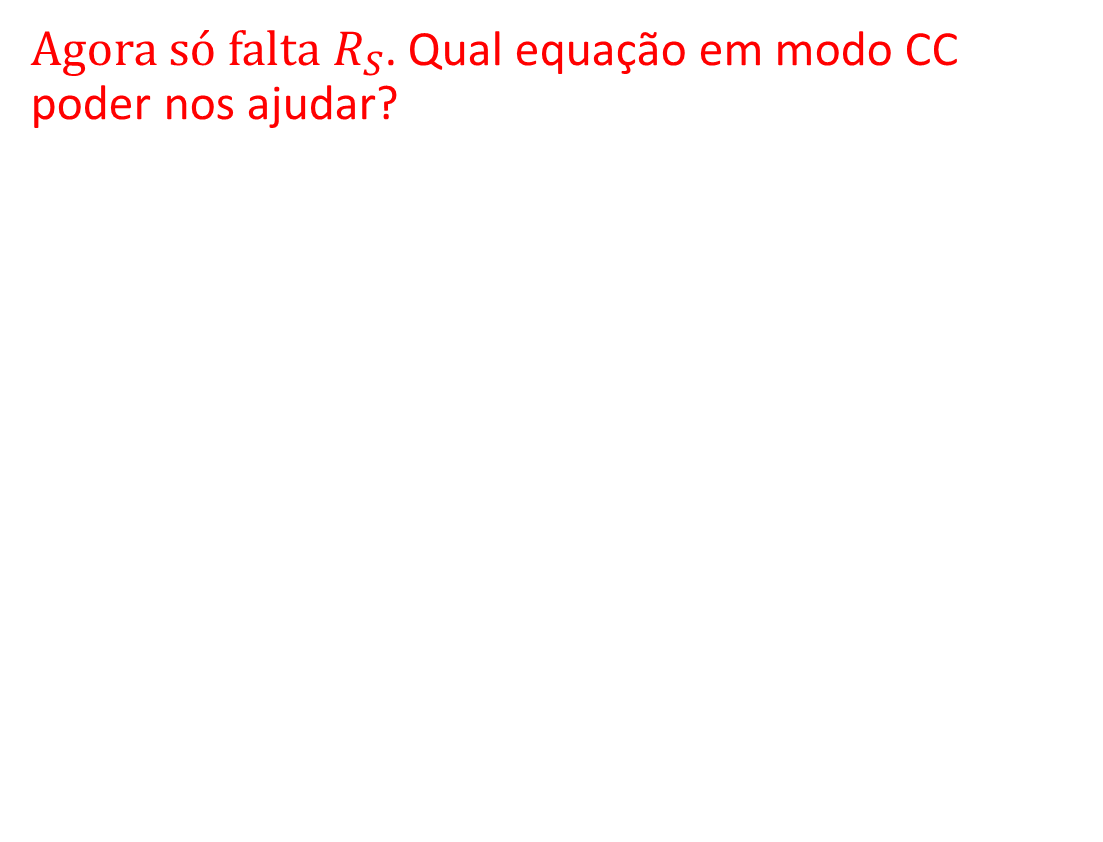 Agora só falta R_S. Qual equação em modo CC
poder nos ajudar?